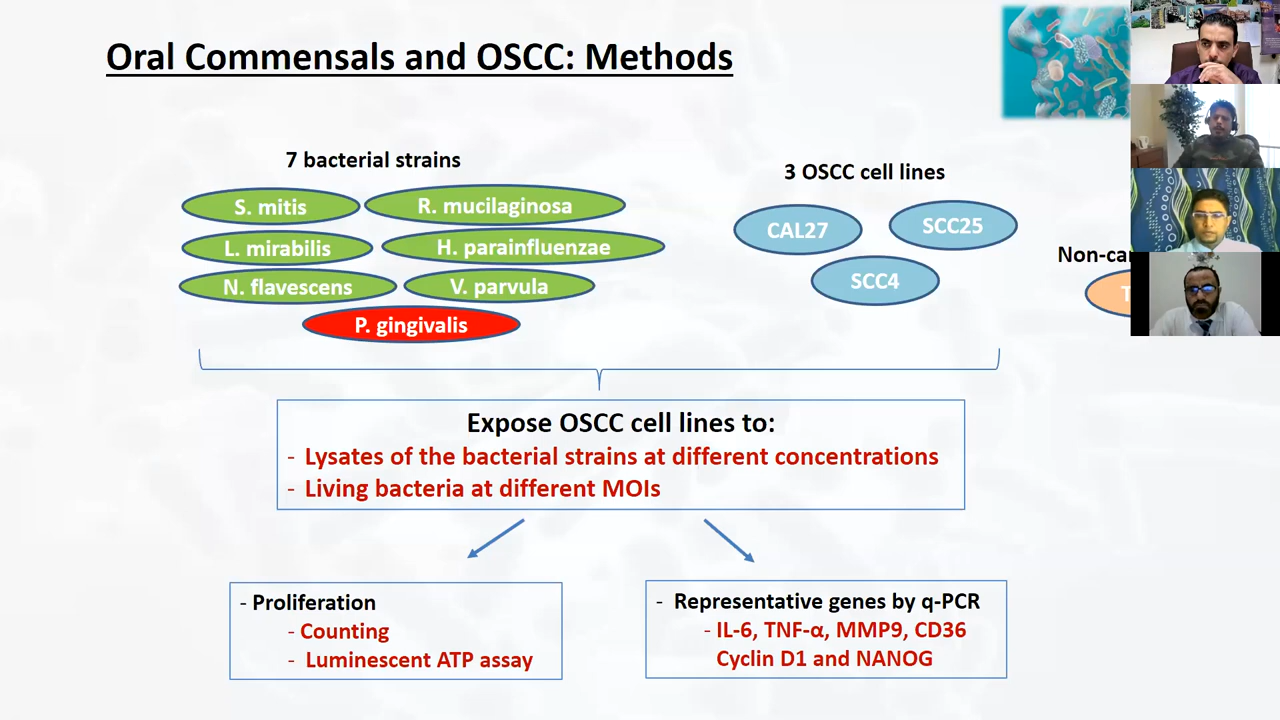 Oral Commensals and OSCC: Methods
7 bacterial strains
S. mitis
R. mucilaginosa
L. mirabilis
H. parainfluenzae
N. flavescens
V. parvula
P. gingivalis
3 OSCC cell lines
CAL27
SCC25
SCC4
Expose OSCC cell lines to:
- Lysates of the bacterial strains at different concentrations
- Living bacteria at different MOIs
- Proliferation
- Counting
- Luminescent ATP assay
- Representative genes by q-PCR
- IL-6, TNF-α, MMP9, CD36
Cyclin D1 and NANOG